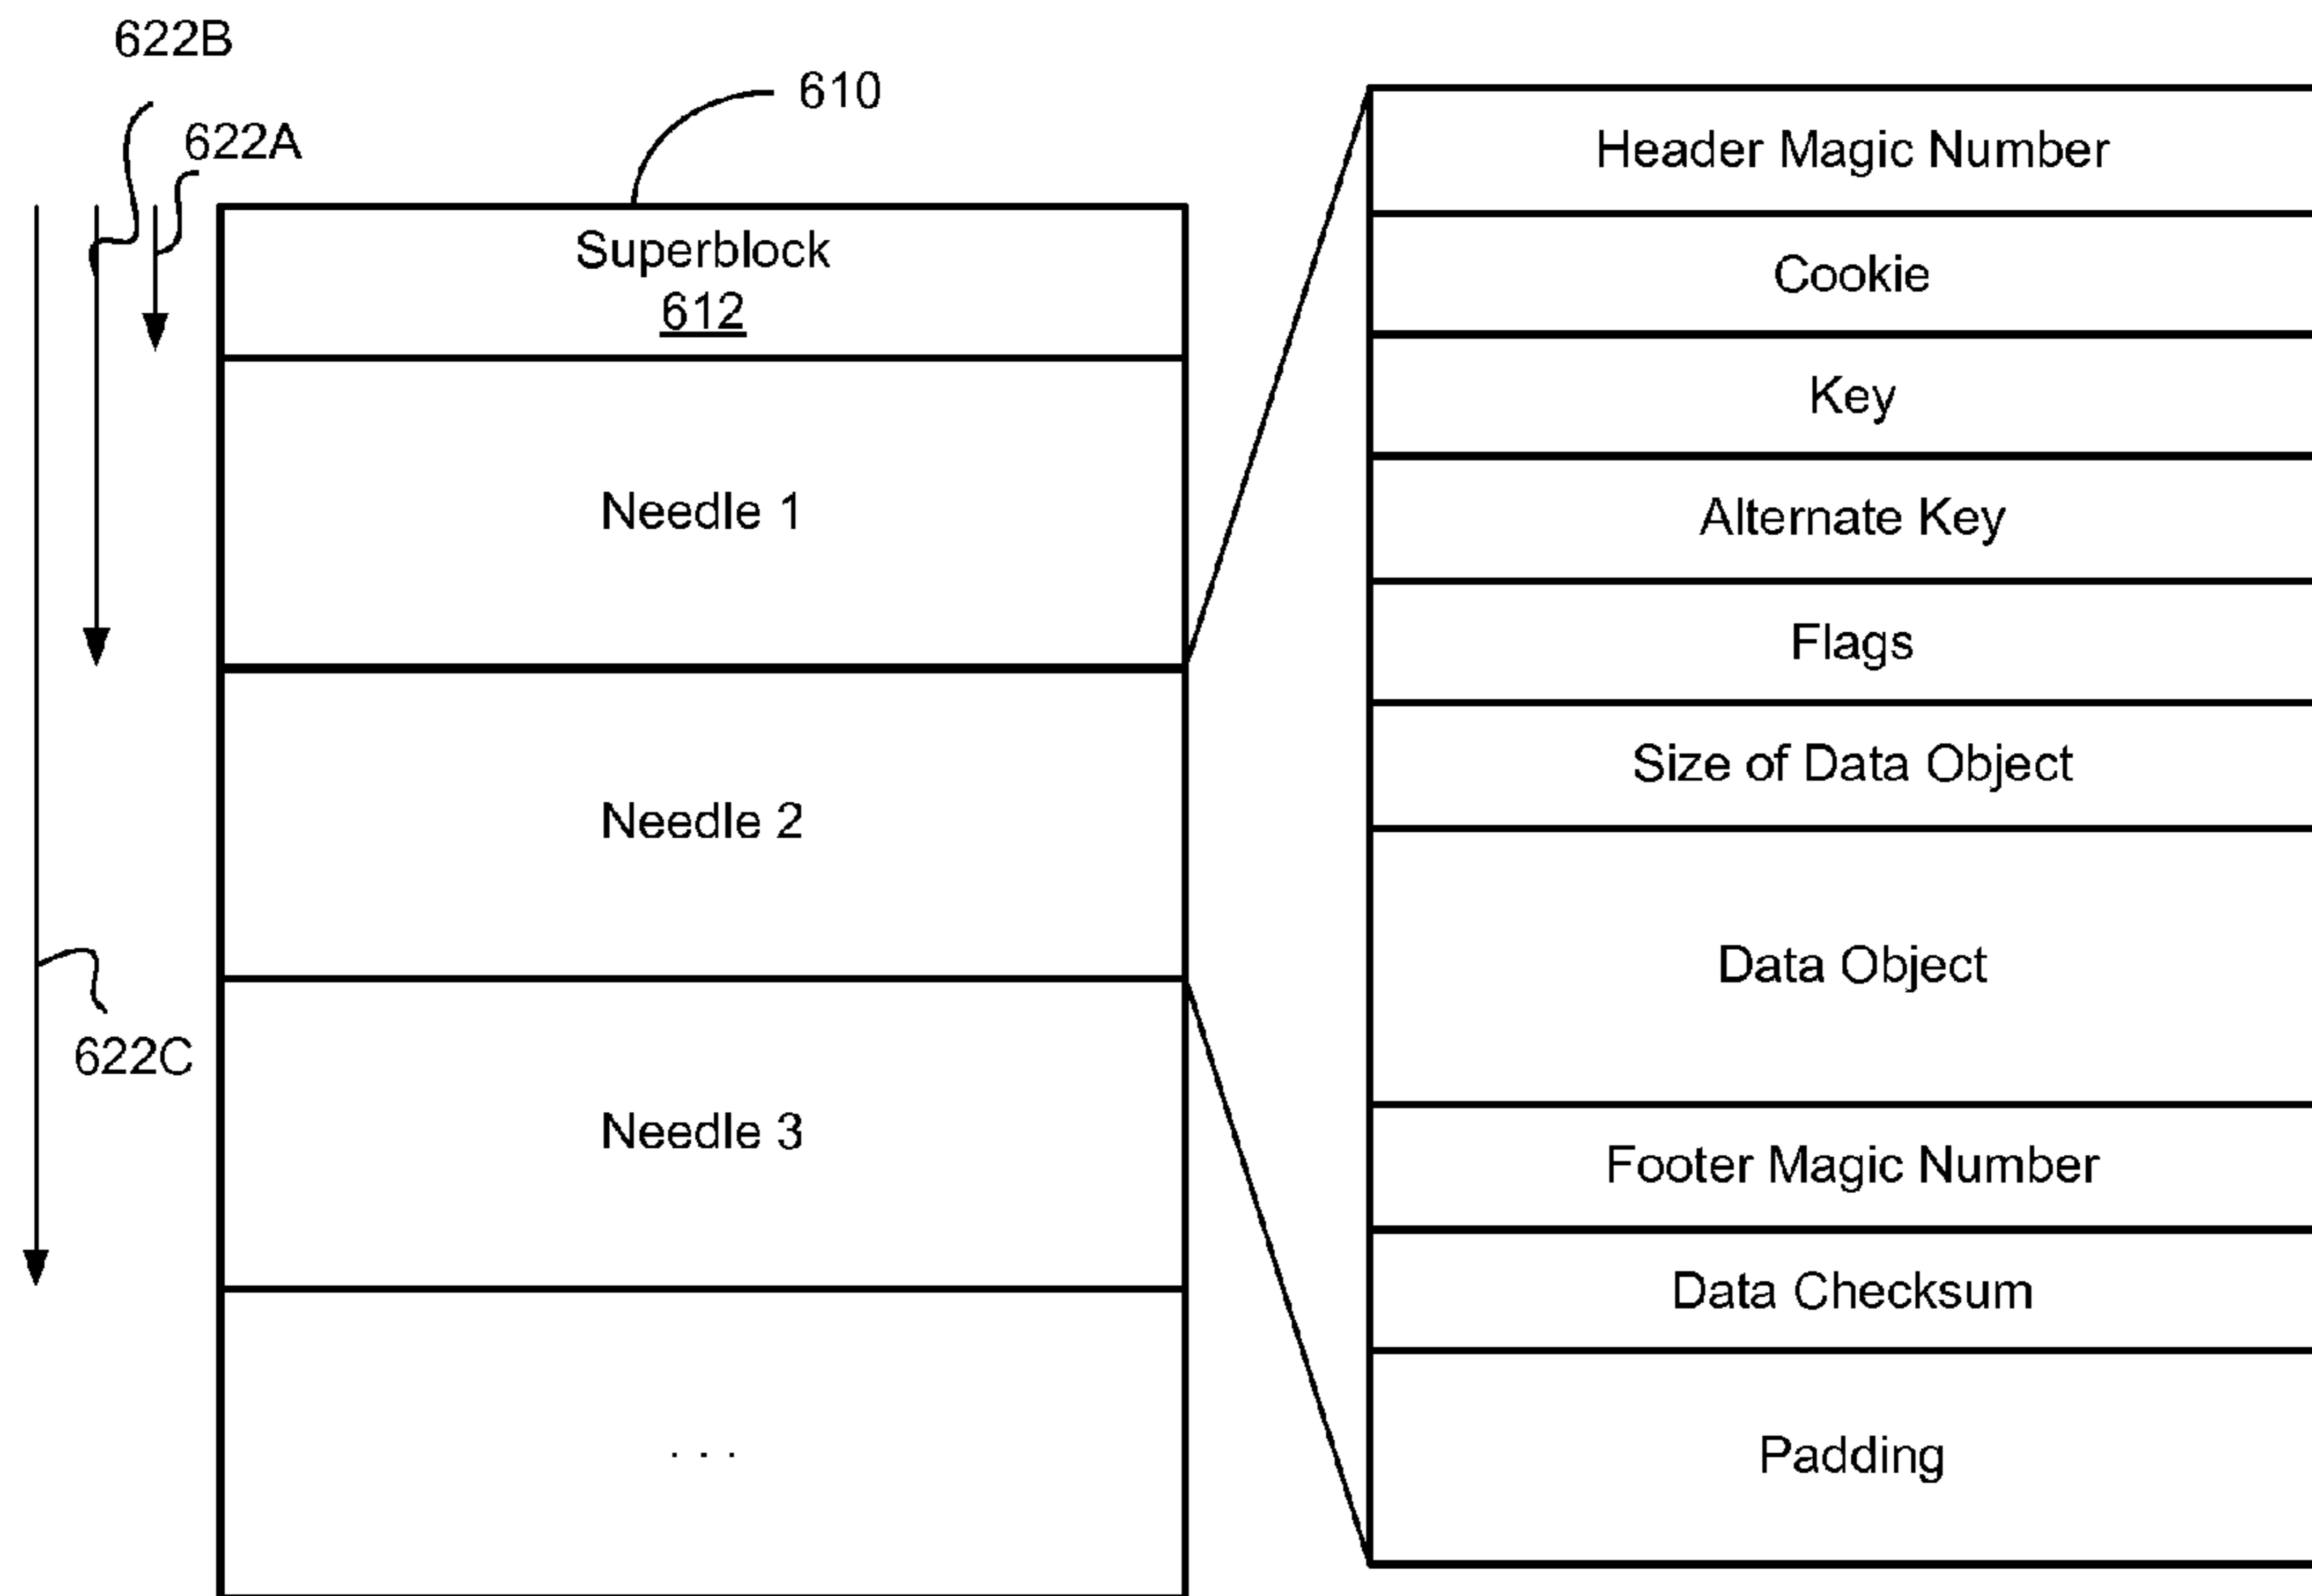 622B
622A
610
Superblock
612
Needle 1
Needle 2
Needle 3
. . .
622C
Header Magic Number
Cookie
Key
Alternate Key
Flags
Size of Data Object
Data Object
Footer Magic Number
Data Checksum
Padding